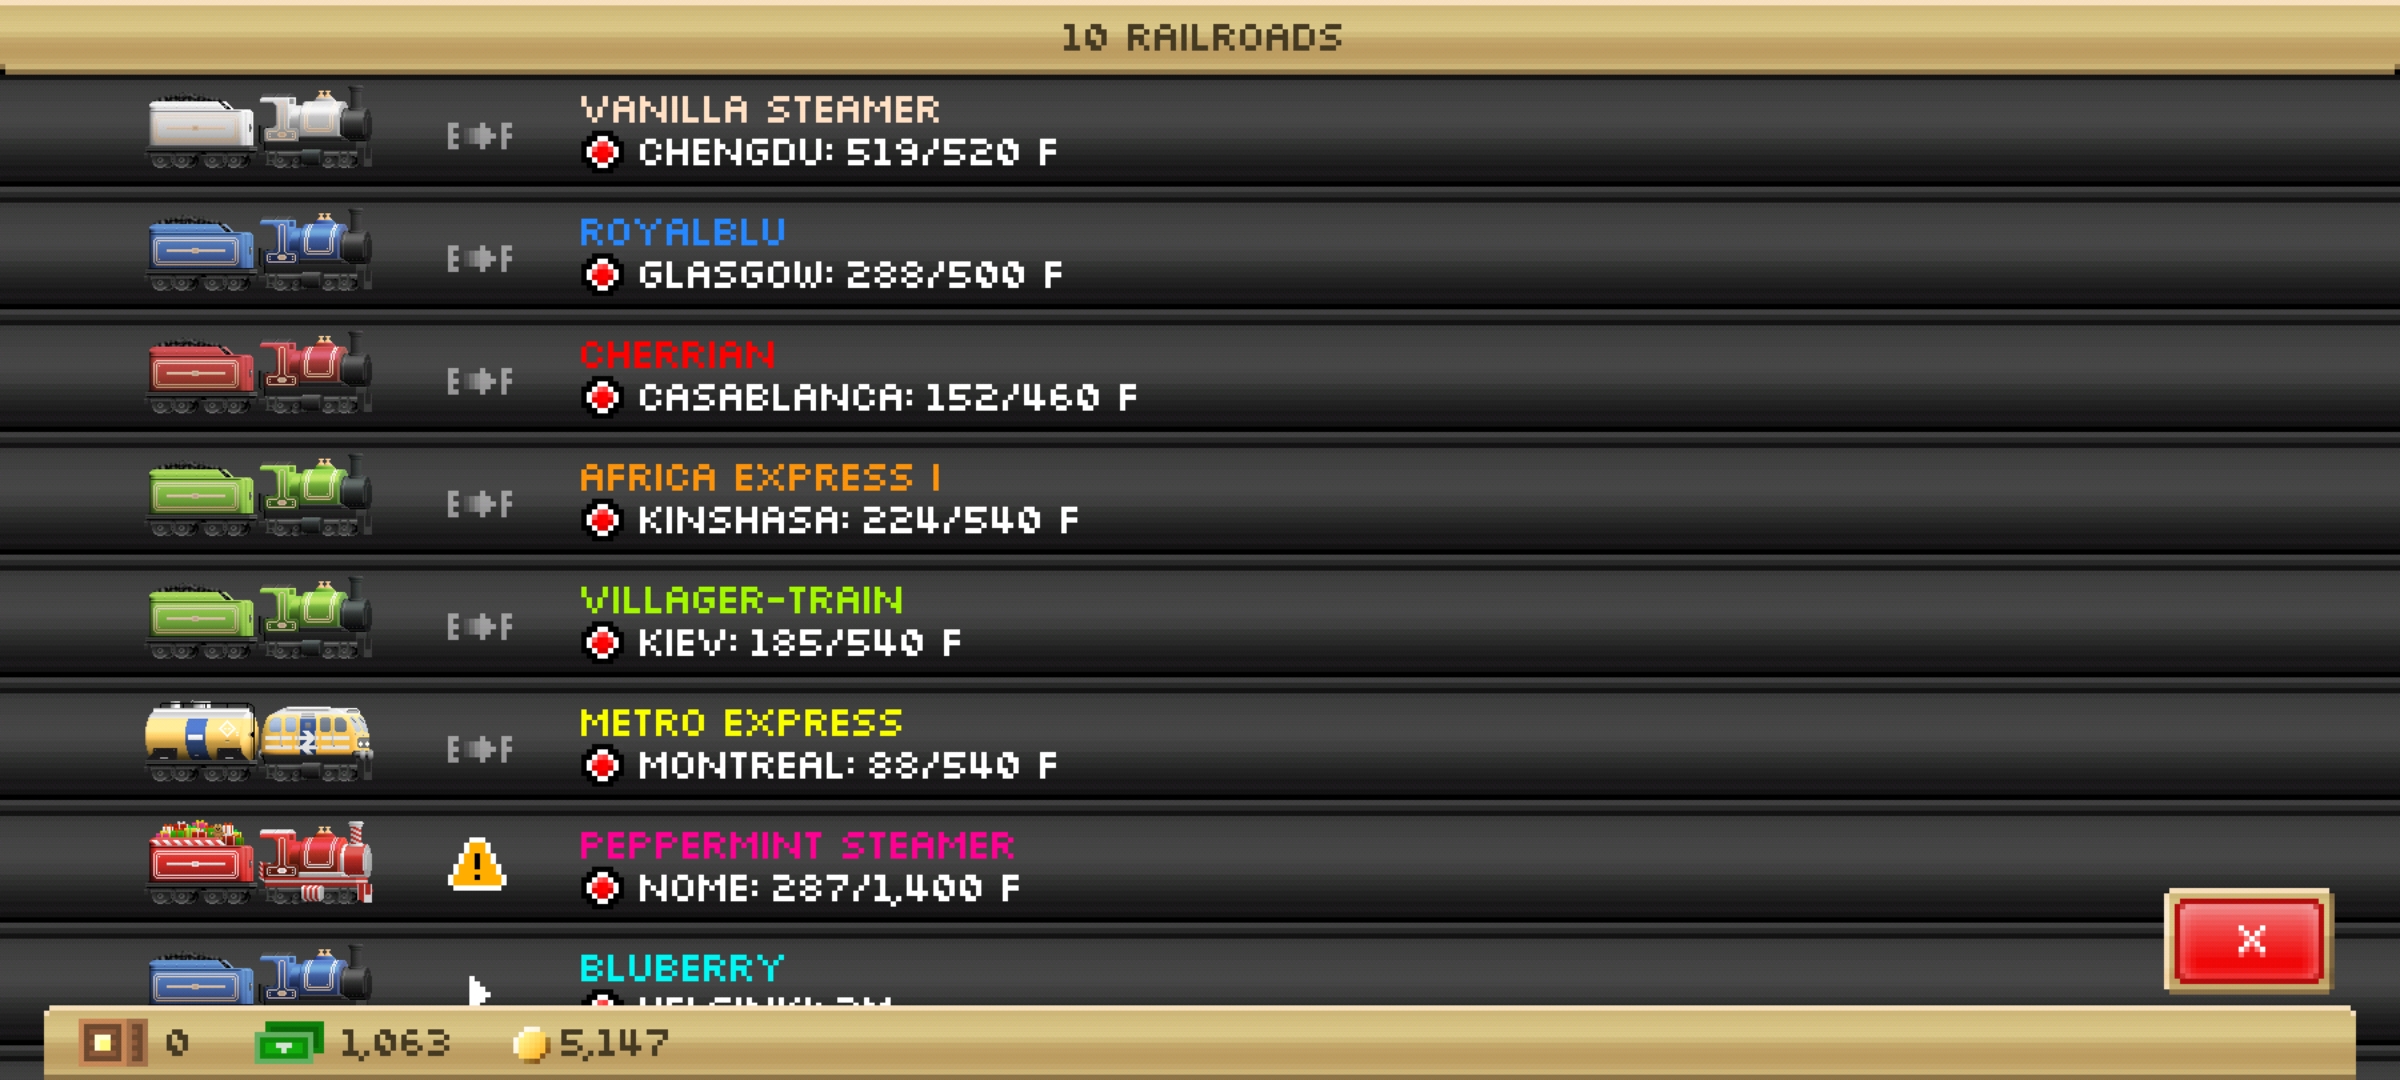 10 RAILROADS
E F
VANILLA STEAMER
CHENGDU: 519/520 F
E F
ROYALBLU
GLASGOW: 288/500 F
E F
CHERRIAN
CASABLANCA: 152/460 F
E F
AFRICA EXPRESS I
KINSHASA: 224/540 F
E F
VILLAGER-TRAIN
KIEV: 185/540 F
E F
METRO EXPRESS
MONTREAL: 88/540 F
!
PEPPERMINT STEAMER
NOME: 287/1,400 F
BLUBERRY
X
0 1,063 5,147